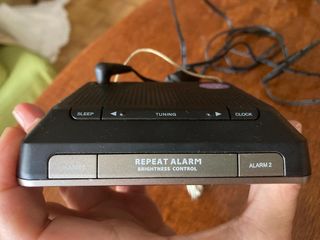 SLEEP
TUNING
CLOCK
REPEAT ALARM
BRIGHTNESS CONTROL
ALARM 2